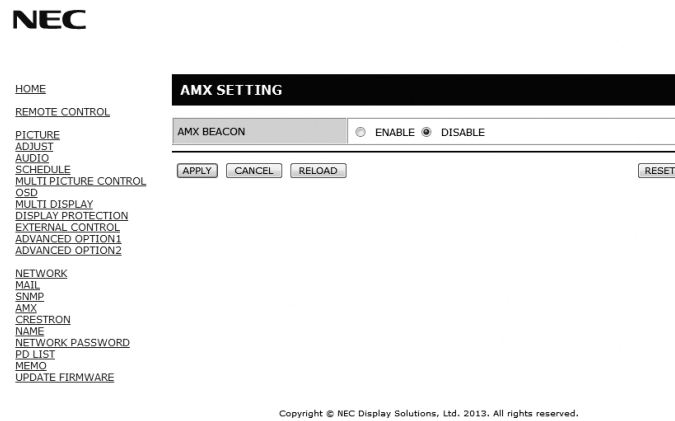 NEC
HOME
REMOTE CONTROL
PICTURE
ADJUST
AUDIO
SCHEDULE
MULTI PICTURE CONTROL
OSD
MULTI DISPLAY
DISPLAY PROTECTION
EXTERNAL CONTROL
ADVANCED OPTION1
ADVANCED OPTION2
NETWORK
MAIL
SNMP
AMX
CRESTRON
NAME
NETWORK PASSWORD
PD LIST
MEMO
UPDATE FIRMWARE
AMX SETTING
AMX BEACON ENABLE DISABLE
APPLY CANCEL RELOAD RESET
Copyright © NEC Display Solutions, Ltd. 2013. All rights reserved.